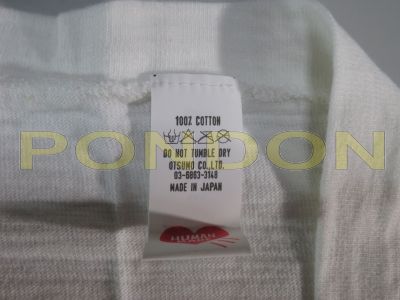 100% COTTON
DO NOT TUMBLE DRY
OTSUMO CO.,LTD.
03-6863-3148
MADE IN JAPAN
HUMAN
PONDON